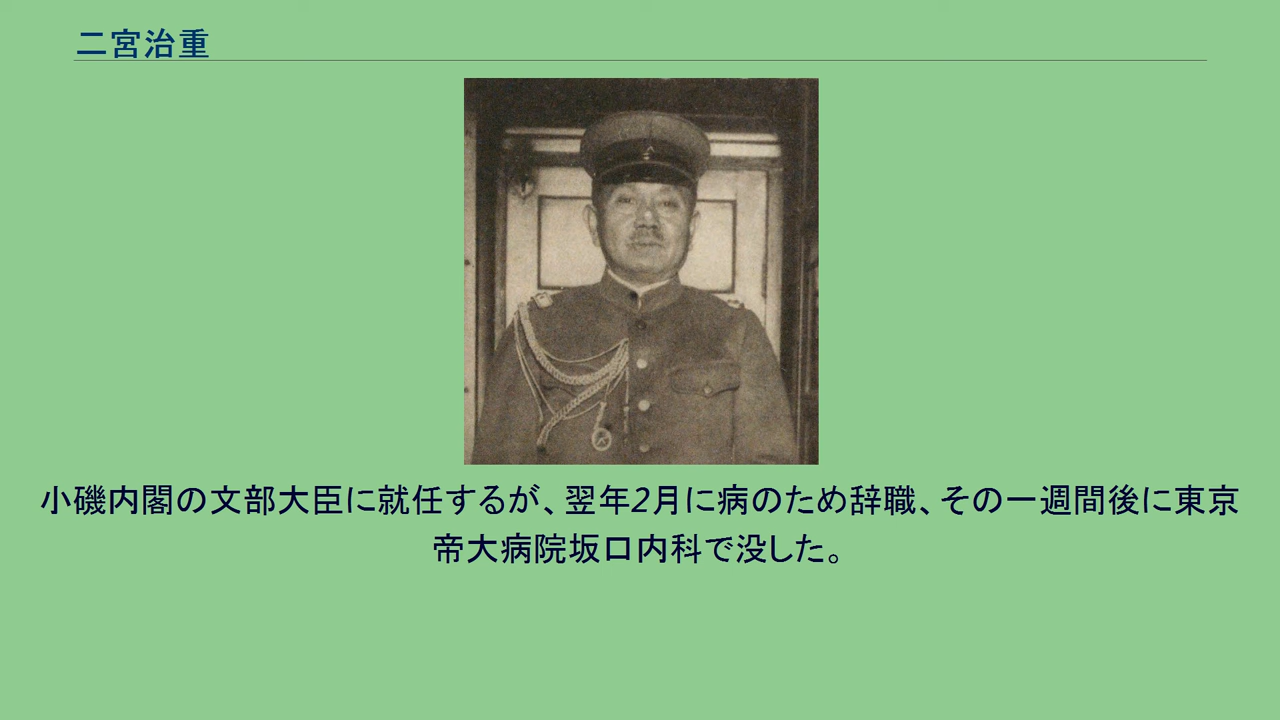 二宮治重
小磯内閣の文部大臣に就任するが、翌年2月に病のため辞職、その一週間後に東京
帝大病院坂口内科で没した。